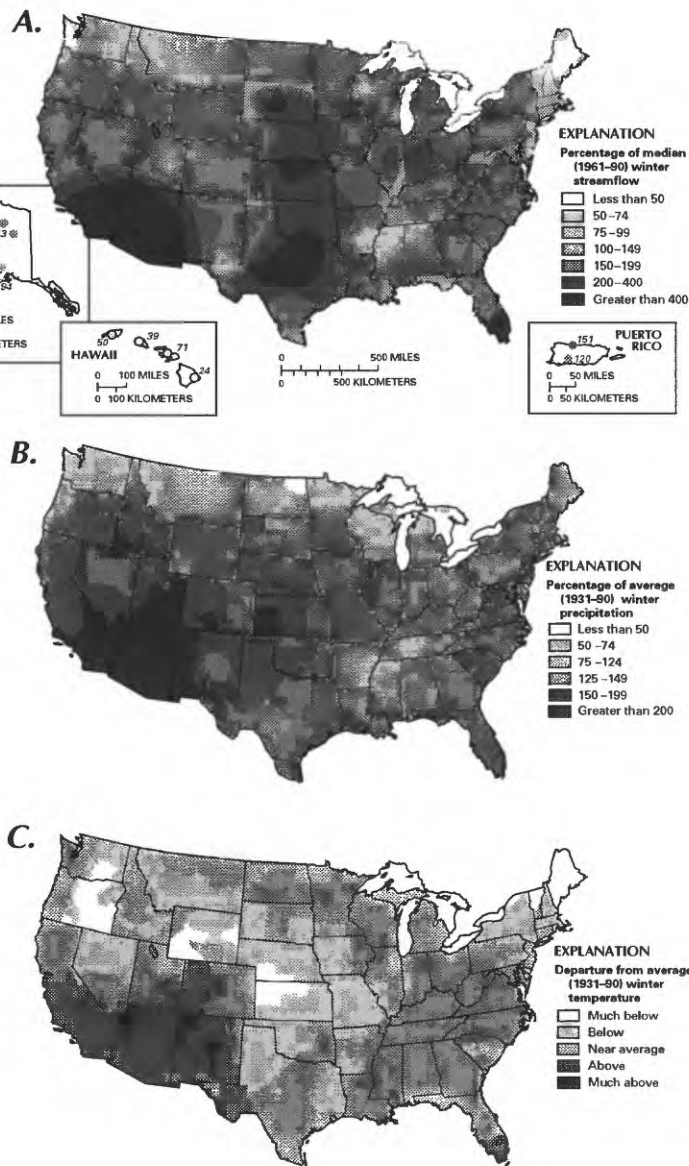 A.
EXPLANATION
Percentage of median
(1961–90) winter
streamflow
Less than 50
50–74
75–99
100–149
150–199
200–400
Greater than 400
HAWAII
50
39
71
24
0 100 MILES
0 100 KILOMETERS
0 500 MILES
0 500 KILOMETERS
PUERTO
RICO
151
120
0 50 MILES
0 50 KILOMETERS
B.
EXPLANATION
Percentage of average
(1931–90) winter
precipitation
Less than 50
50–74
75–124
125–149
150–199
Greater than 200
C.
EXPLANATION
Departure from average
(1931–90) winter
temperature
Much below
Below
Near average
Above
Much above